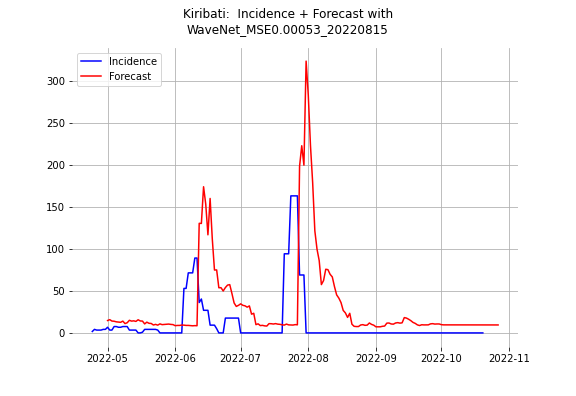 Kiribati:  Incidence + Forecast with
WaveNet_MSE0.00053_20220815
Incidence
Forecast
300
250
200
150
100
50
0
2022-05 2022-06 2022-07 2022-08 2022-09 2022-10 2022-11